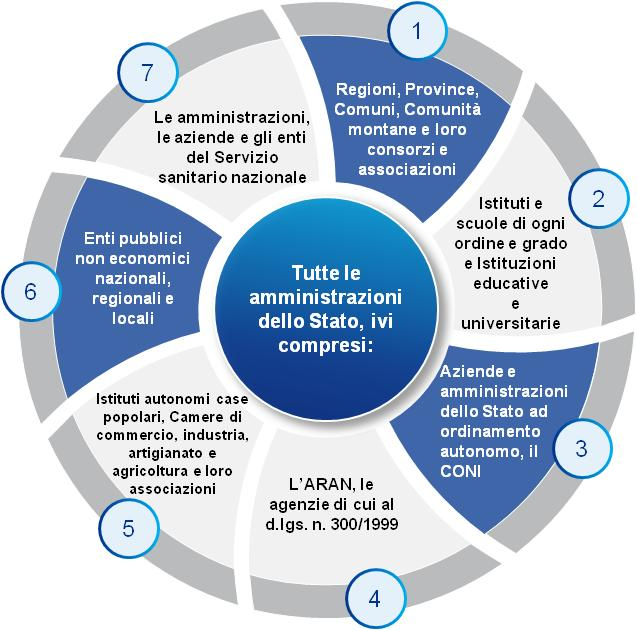 Tutte le
amministrazioni
dello Stato, ivi
compresi:
1
Regioni, Province,
Comuni, Comunità
montane e loro
consorzi e
associazioni
2
Istituti e
scuole di ogni
ordine e grado
e Istituzioni
educative
e
universitarie
3
Aziende e
amministrazioni
dello Stato ad
ordinamento
autonomo, il
CONI
4
L'ARAN, le
agenzie di cui al
d.lgs. n. 300/1999
5
Istituti autonomi case
popolari, Camere di
commercio, industria,
artigianato e
agricoltura e loro
associazioni
6
Enti pubblici
non economici
nazionali,
regionali e
locali
7
Le amministrazioni,
le aziende e gli enti
del Servizio
sanitario nazionale